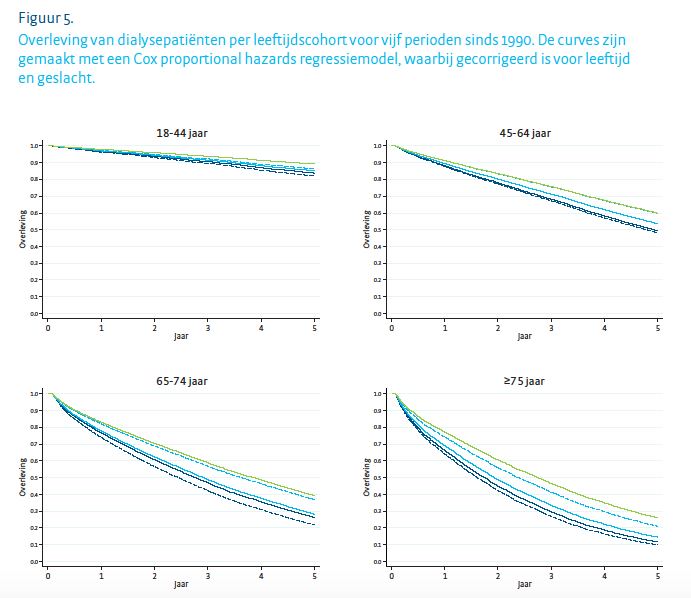 Figuur 5.
Overleving van dialysepatiënten per leeftijdscohort voor vijf perioden sinds 1990. De curves zijn
gemaakt met een Cox proportional hazards regressiemodel, waarbij gecorrigeerd is voor leeftijd
en geslacht.
18-44 jaar
Overleving
1.0
0.9
0.8
0.7
0.6
0.5
0.4
0.3
0.2
0.1
0.0
0 1 2 3 4 5
Jaar
45-64 jaar
Overleving
1.0
0.9
0.8
0.7
0.6
0.5
0.4
0.3
0.2
0.1
0.0
0 1 2 3 4 5
Jaar
65-74 jaar
Overleving
1.0
0.9
0.8
0.7
0.6
0.5
0.4
0.3
0.2
0.1
0.0
0 1 2 3 4 5
Jaar
≥75 jaar
Overleving
1.0
0.9
0.8
0.7
0.6
0.5
0.4
0.3
0.2
0.1
0.0
0 1 2 3 4 5
Jaar